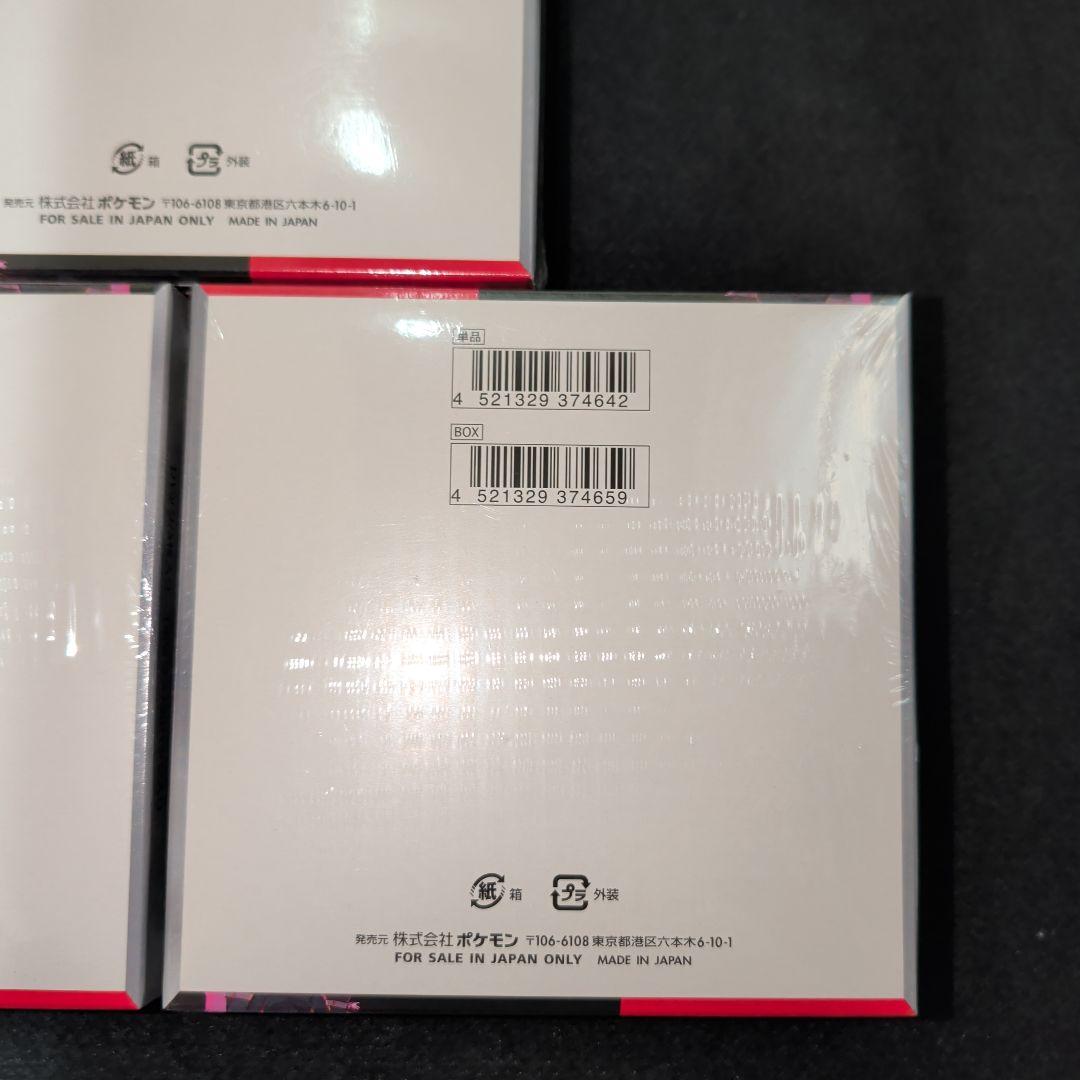 紙 箱 プラ 外装
発売元 株式会社 ポケモン 〒106-6108 東京都港区六本木6-10-1
FOR SALE IN JAPAN ONLY MADE IN JAPAN
単品
4 521329 374642
BOX
4 521329 374659
紙 箱 プラ 外装
発売元 株式会社 ポケモン 〒106-6108 東京都港区六本木6-10-1
FOR SALE IN JAPAN ONLY MADE IN JAPAN